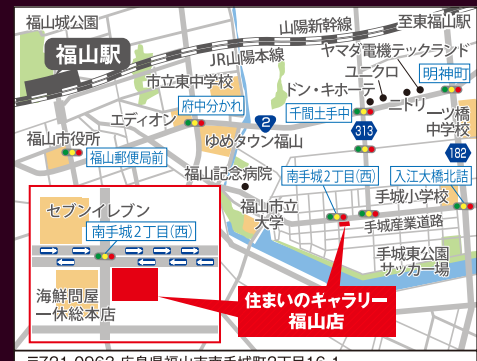 福山城公園
山陽新幹線
至東福山駅
福山駅
JR山陽本線
ヤマダ電機テックランド
ユニクロ
明神町
市立東中学校
ドン・キホーテ
ニトリ
府中分かれ
千間土手中
一ツ橋
中学校
エディオン
2
313
福山市役所
ゆめタウン福山
182
福山郵便局前
福山記念病院
南手城2丁目(西)
入江大橋北詰
手城小学校
福山市立
大学
手城産業道路
セブンイレブン
南手城2丁目(西)
手城東公園
サッカー場
海鮮問屋
一休総本店
住まいのギャラリー
福山店